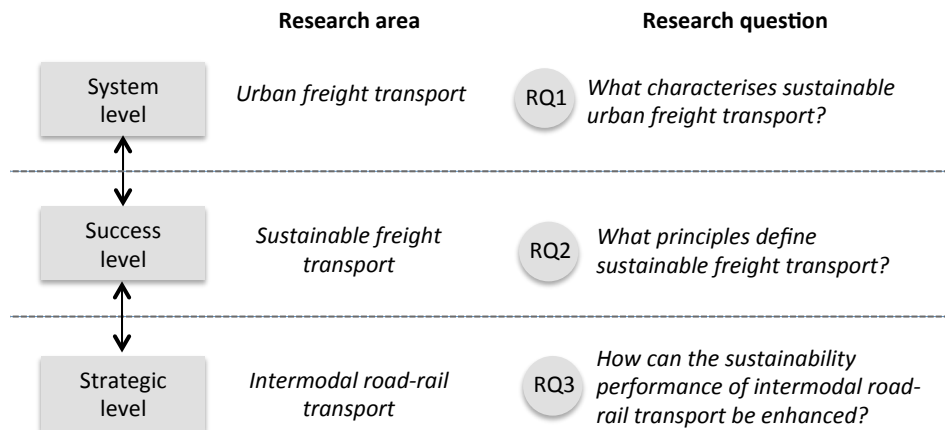 Research area
Research question
System
level
Urban freight transport
RQ1
What characterises sustainable
urban freight transport?
Success
level
Sustainable freight
transport
RQ2
What principles define
sustainable freight transport?
Strategic
level
Intermodal road-rail
transport
RQ3
How can the sustainability
performance of intermodal road-
rail transport be enhanced?